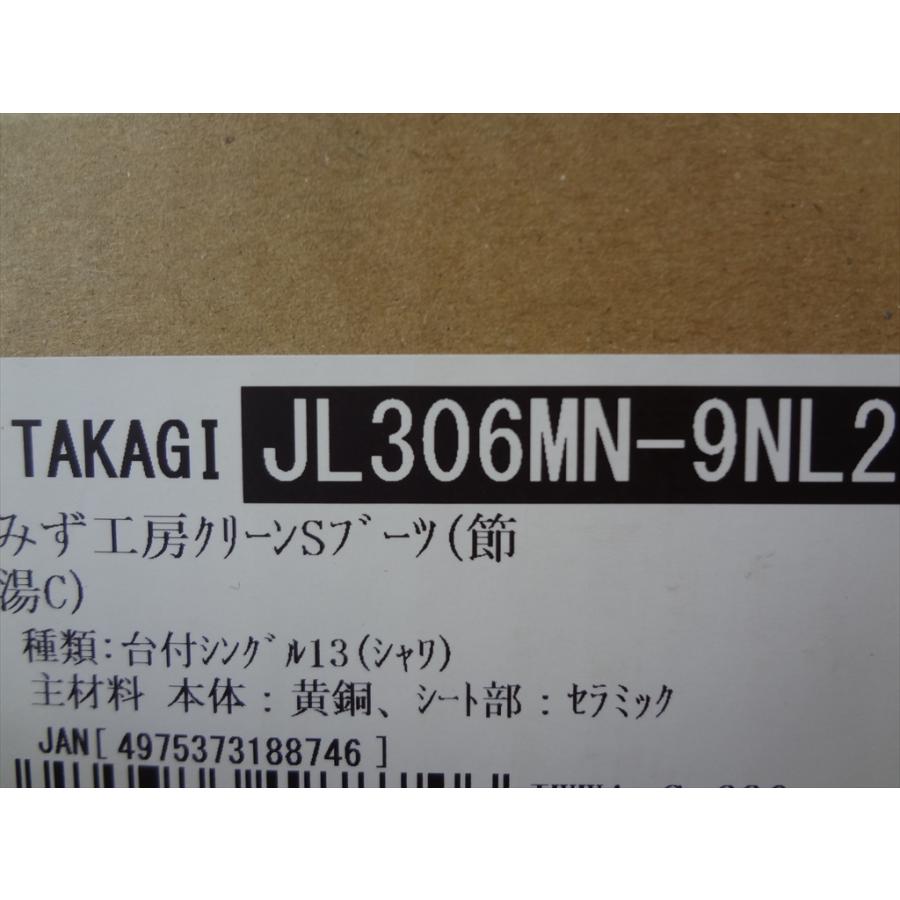 TAKAGI JL306MN-9NL2
みず工房クリーンSブーツ(節
湯C)
種類:台付シングル13(シャワ)
主材料 本体:黄銅、シート部:セラミック
JAN[ 4975373188746 ]